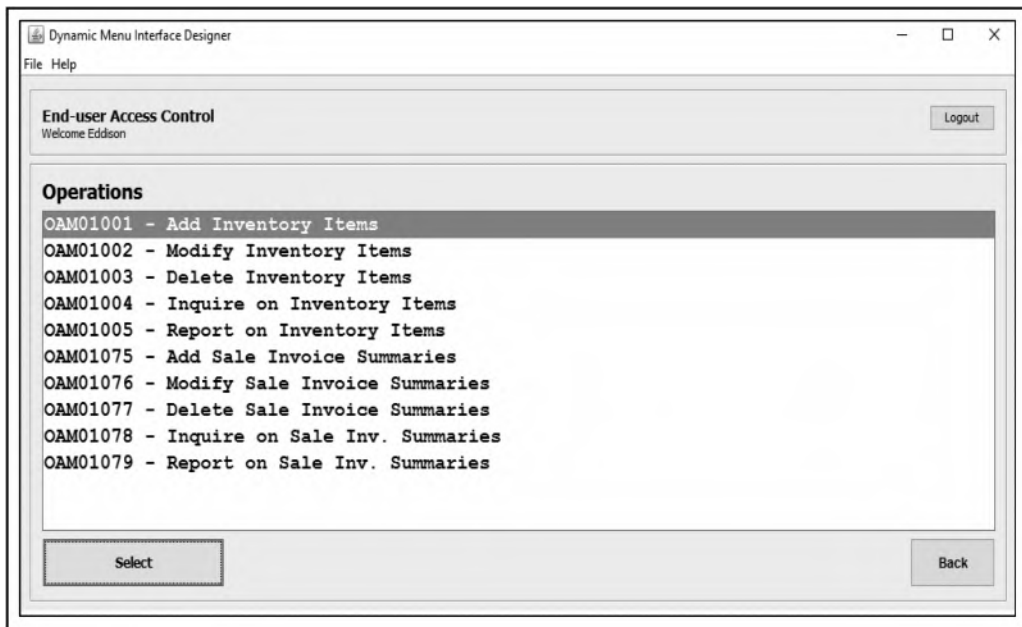 Dynamic Menu Interface Designer
File Help
End-user Access Control
Welcome Eddison
Logout
Operations
OAM01001 - Add Inventory Items
OAM01002 - Modify Inventory Items
OAM01003 - Delete Inventory Items
OAM01004 - Inquire on Inventory Items
OAM01005 - Report on Inventory Items
OAM01075 - Add Sale Invoice Summaries
OAM01076 - Modify Sale Invoice Summaries
OAM01077 - Delete Sale Invoice Summaries
OAM01078 - Inquire on Sale Inv. Summaries
OAM01079 - Report on Sale Inv. Summaries
Select
Back